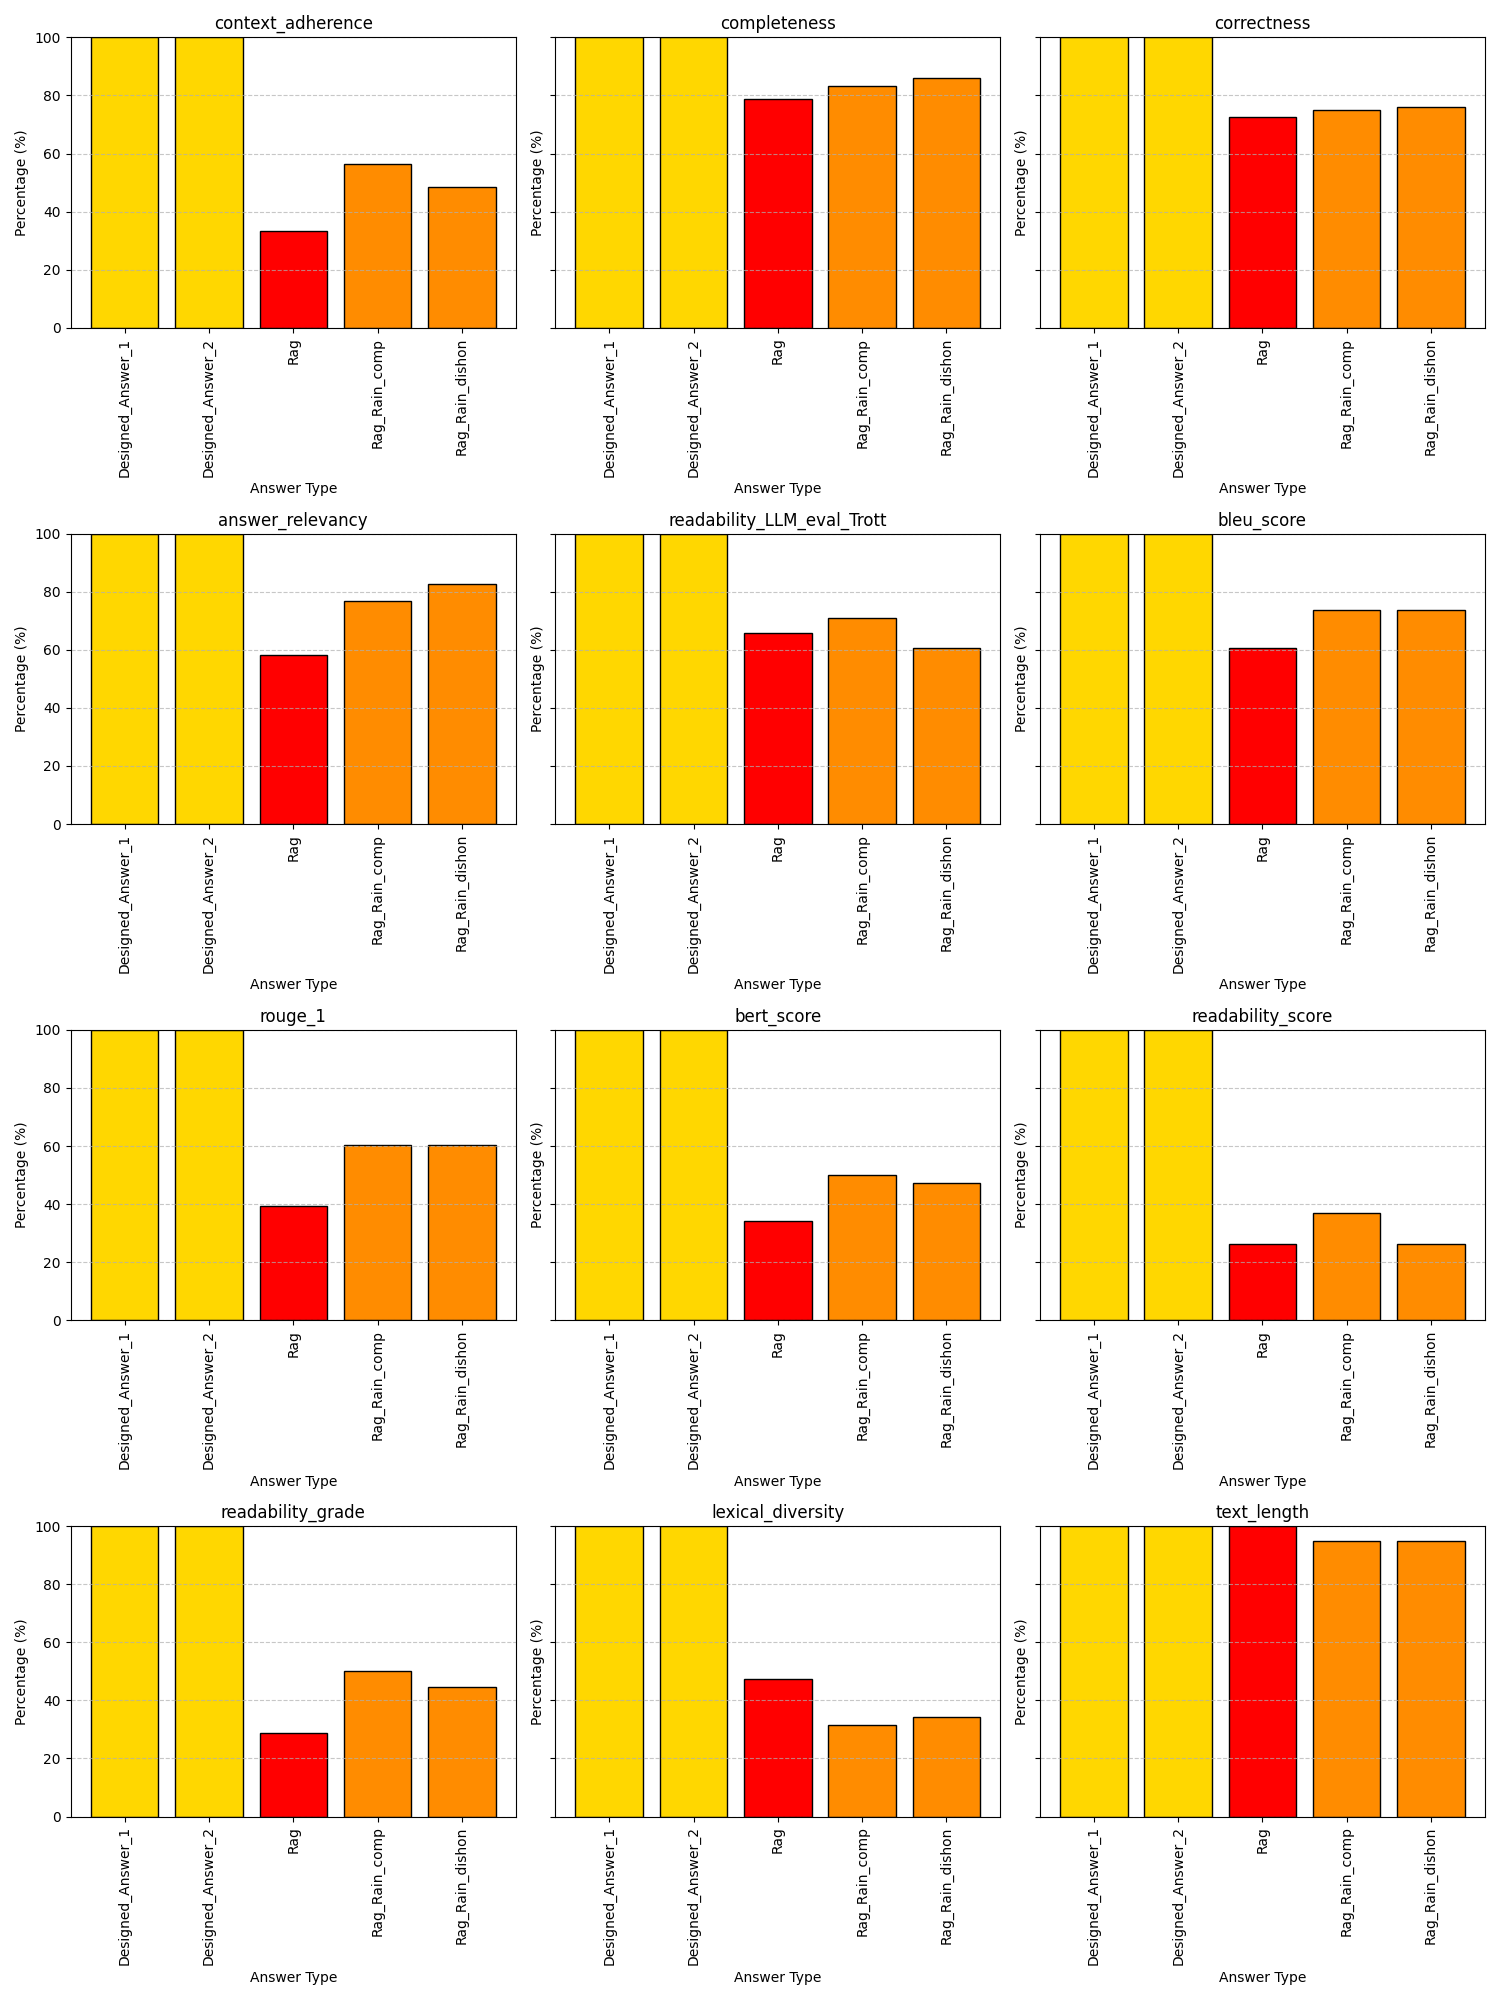 context_adherence
completeness
correctness
100
80
60
40
20
0
Percentage (%)
Percentage (%)
Percentage (%)
Designed_Answer_1
Designed_Answer_2
Rag
Rag_Rain_comp
Rag_Rain_dishon
Designed_Answer_1
Designed_Answer_2
Rag
Rag_Rain_comp
Rag_Rain_dishon
Designed_Answer_1
Designed_Answer_2
Rag
Rag_Rain_comp
Rag_Rain_dishon
Answer Type
Answer Type
Answer Type
answer_relevancy
readability_LLM_eval_Trott
bleu_score
100
80
60
40
20
0
Percentage (%)
Percentage (%)
Percentage (%)
Designed_Answer_1
Designed_Answer_2
Rag
Rag_Rain_comp
Rag_Rain_dishon
Designed_Answer_1
Designed_Answer_2
Rag
Rag_Rain_comp
Rag_Rain_dishon
Designed_Answer_1
Designed_Answer_2
Rag
Rag_Rain_comp
Rag_Rain_dishon
Answer Type
Answer Type
Answer Type
rouge_1
bert_score
readability_score
100
80
60
40
20
0
Percentage (%)
Percentage (%)
Percentage (%)
Designed_Answer_1
Designed_Answer_2
Rag
Rag_Rain_comp
Rag_Rain_dishon
Designed_Answer_1
Designed_Answer_2
Rag
Rag_Rain_comp
Rag_Rain_dishon
Designed_Answer_1
Designed_Answer_2
Rag
Rag_Rain_comp
Rag_Rain_dishon
Answer Type
Answer Type
Answer Type
readability_grade
lexical_diversity
text_length
100
80
60
40
20
0
Percentage (%)
Percentage (%)
Percentage (%)
Designed_Answer_1
Designed_Answer_2
Rag
Rag_Rain_comp
Rag_Rain_dishon
Designed_Answer_1
Designed_Answer_2
Rag
Rag_Rain_comp
Rag_Rain_dishon
Designed_Answer_1
Designed_Answer_2
Rag
Rag_Rain_comp
Rag_Rain_dishon
Answer Type
Answer Type
Answer Type